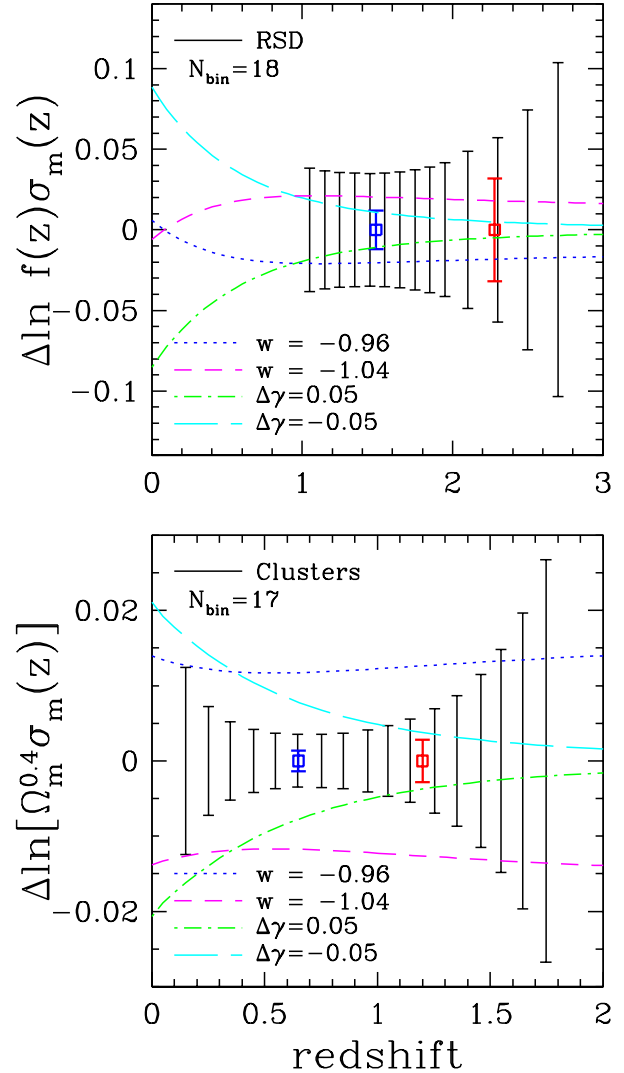 Δln f(z)σ_m(z)
0.1
0.05
0
−0.05
−0.1
RSD
N_bin=18
w = −0.96
w = −1.04
Δγ=0.05
Δγ=−0.05
0 1 2 3
Δln[Ω_m^0.4 σ_m(z)]
0.02
0
−0.02
Clusters
N_bin=17
w = −0.96
w = −1.04
Δγ=0.05
Δγ=−0.05
0 0.5 1 1.5 2
redshift